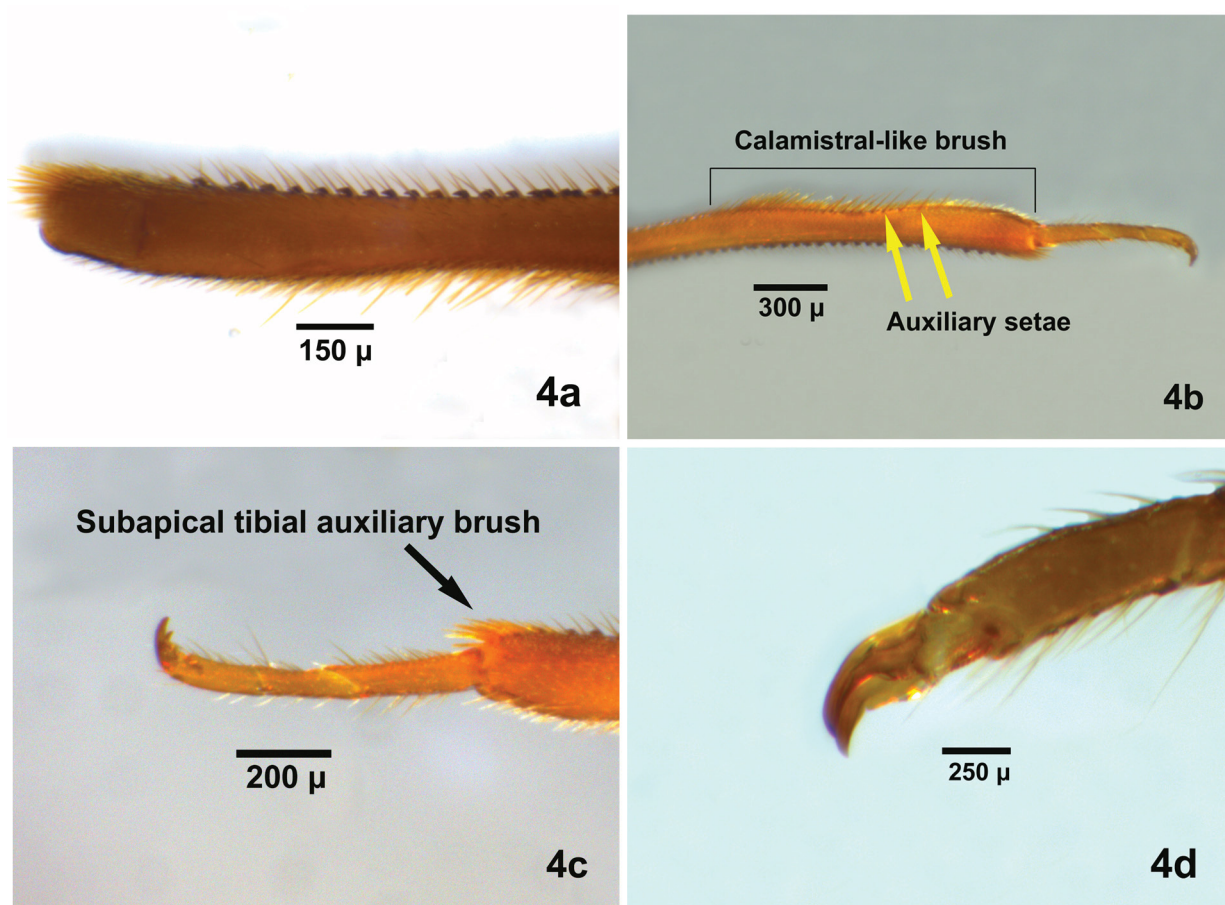 150 µ
4a
Calamistral-like brush
300 µ
Auxiliary setae
4b
Subapical tibial auxiliary brush
200 µ
4c
250 µ
4d